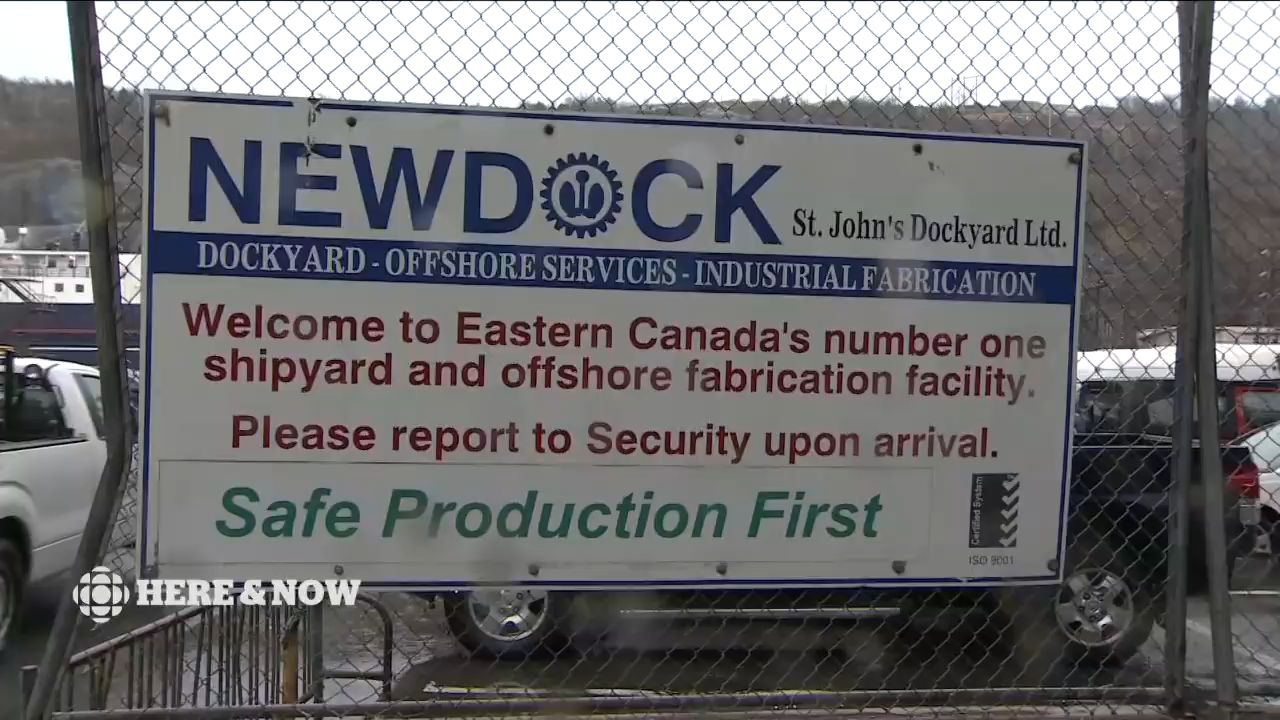 NEWDOCK St. John's Dockyard Ltd.
DOCKYARD - OFFSHORE SERVICES - INDUSTRIAL FABRICATION
Welcome to Eastern Canada's number one
shipyard and offshore fabrication facility.
Please report to Security upon arrival.
Safe Production First
Certified System
ISO 9001
HERE & NOW